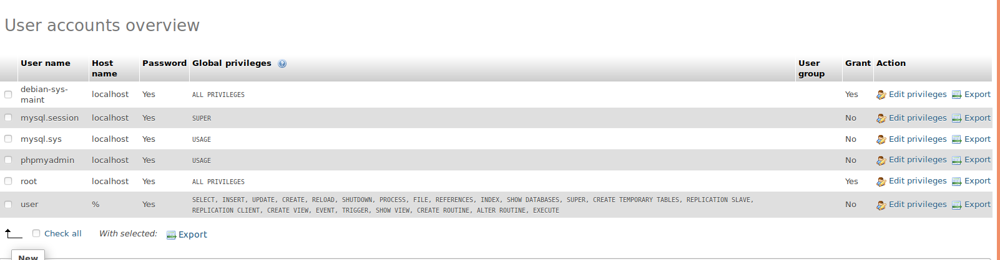 User accounts overview
User name Host name Password Global privileges User group Grant Action
debian-sys-maint localhost Yes ALL PRIVILEGES Yes Edit privileges Export
mysql.session localhost Yes SUPER No Edit privileges Export
mysql.sys localhost Yes USAGE No Edit privileges Export
phpmyadmin localhost Yes USAGE No Edit privileges Export
root localhost Yes ALL PRIVILEGES Yes Edit privileges Export
user % Yes SELECT, INSERT, UPDATE, CREATE, RELOAD, SHUTDOWN, PROCESS, FILE, REFERENCES, INDEX, SHOW DATABASES, SUPER, CREATE TEMPORARY TABLES, REPLICATION SLAVE, No Edit privileges Export
REPLICATION CLIENT, CREATE VIEW, EVENT, TRIGGER, SHOW VIEW, CREATE ROUTINE, ALTER ROUTINE, EXECUTE
Check all With selected: Export
New